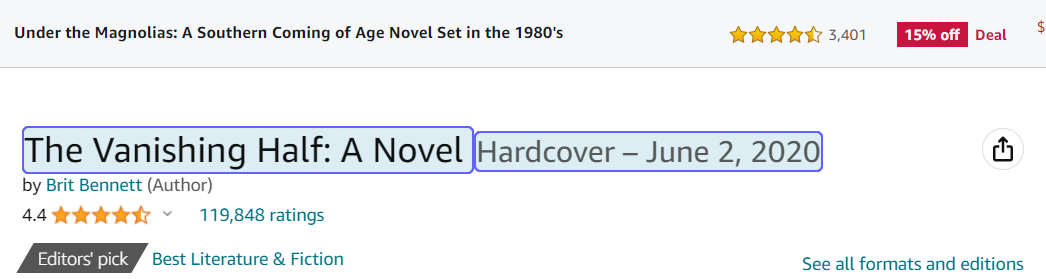 Under the Magnolias: A Southern Coming of Age Novel Set in the 1980's 3,401 15% off Deal $
The Vanishing Half: A Novel Hardcover – June 2, 2020
by Brit Bennett (Author)
4.4 119,848 ratings
Editors' pick Best Literature & Fiction
See all formats and editions